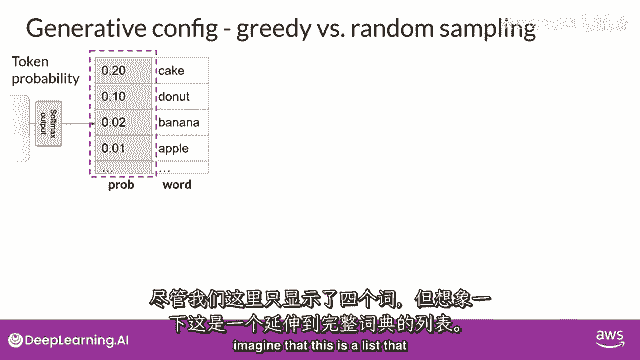 Generative config - greedy vs. random sampling
Token
probability
Softmax
output
0.20 cake
0.10 donut
0.02 banana
0.01 apple
... ...
prob word
尽管我们这里只显示了四个词，但想象一
下这是一个延伸到完整词典的列表。
imagine that this is a list that
DeepLearning.AI
aws